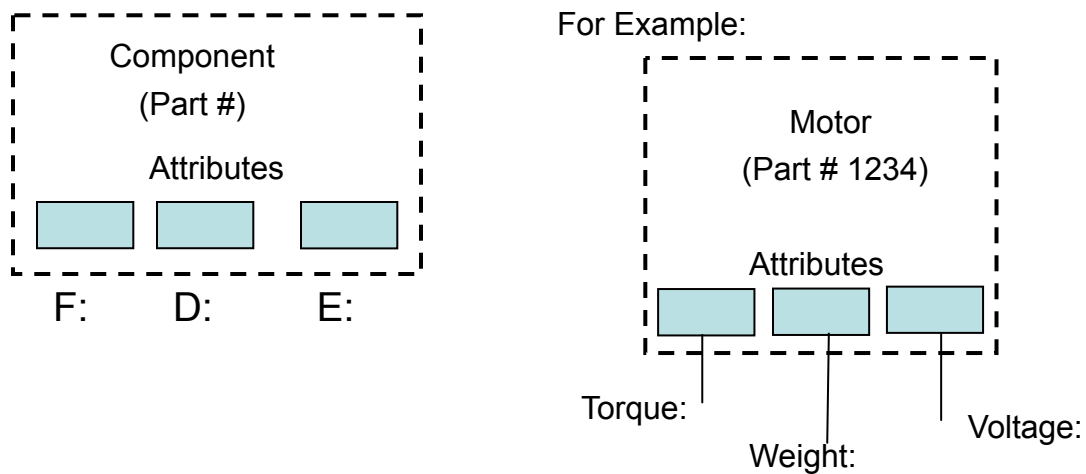 Component
(Part #)
Attributes
F:
D:
E:
For Example:
Motor
(Part # 1234)
Attributes
Torque:
Weight:
Voltage: